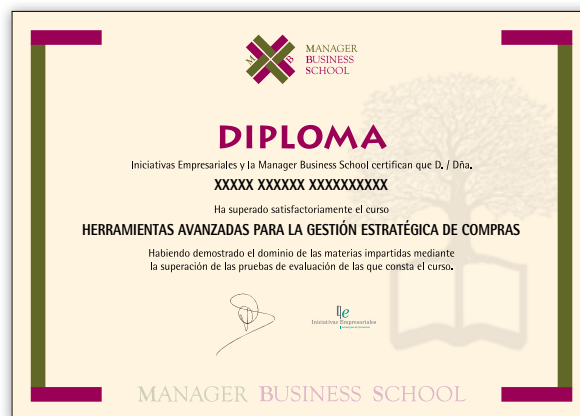 M B
MANAGER
BUSINESS
SCHOOL
DIPLOMA
Iniciativas Empresariales y la Manager Business School certifican que D. / Dña.
XXXXX XXXXXX XXXXXXXXXX
Ha superado satisfactoriamente el curso
HERRAMIENTAS AVANZADAS PARA LA GESTIÓN ESTRATÉGICA DE COMPRAS
Habiendo demostrado el dominio de las materias impartidas mediante
la superación de las pruebas de evaluación de las que consta el curso.
Iniciativas Empresariales
MANAGER BUSINESS SCHOOL